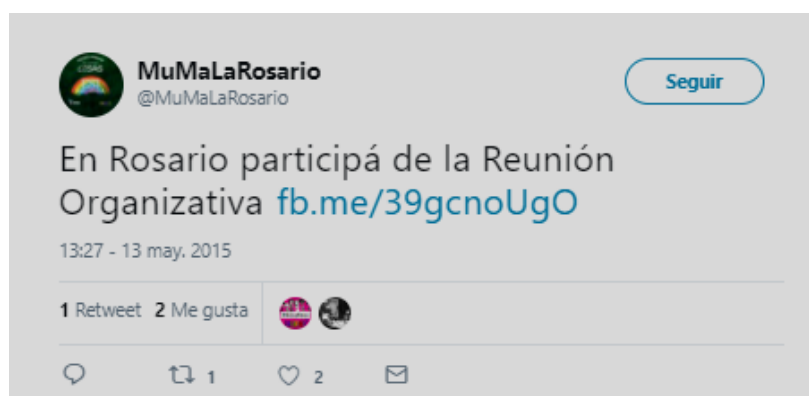 MuMaLaRosario
@MuMaLaRosario
Seguir
En Rosario participá de la Reunión
Organizativa fb.me/39gcnoUgO
13:27 - 13 may. 2015
1 Retweet 2 Me gusta
1 2